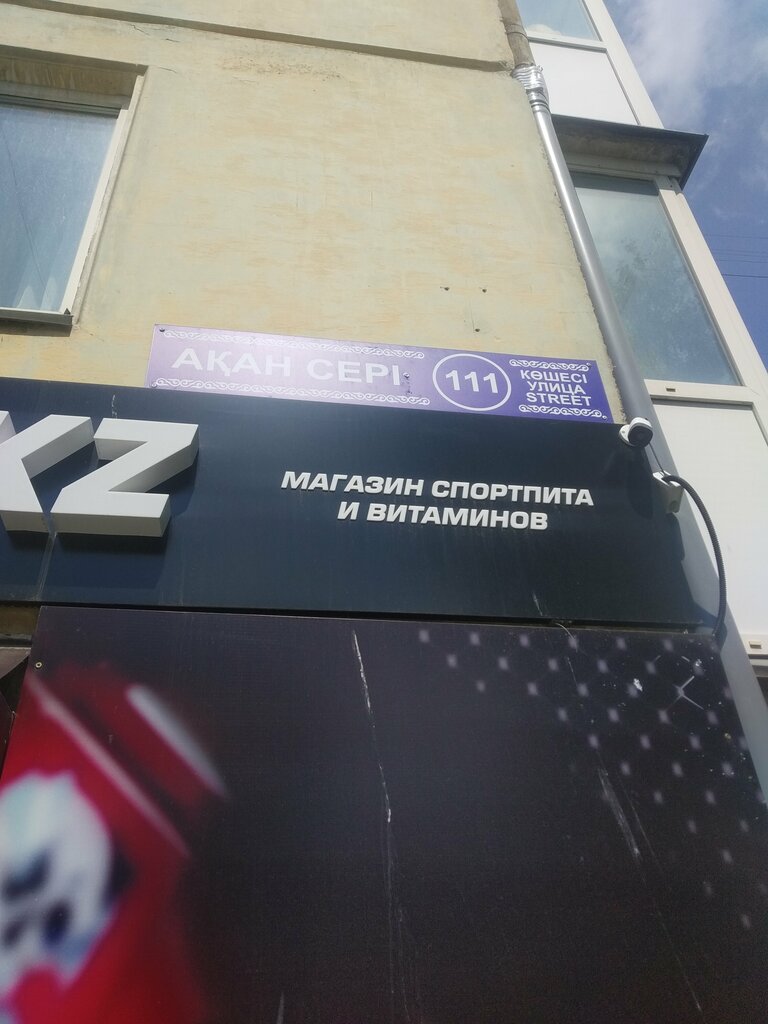 АҚАН СЕРІ
111
КӨШЕСІ
УЛИЦА
STREET
KZ
МАГАЗИН СПОРТПИТА
И ВИТАМИНОВ